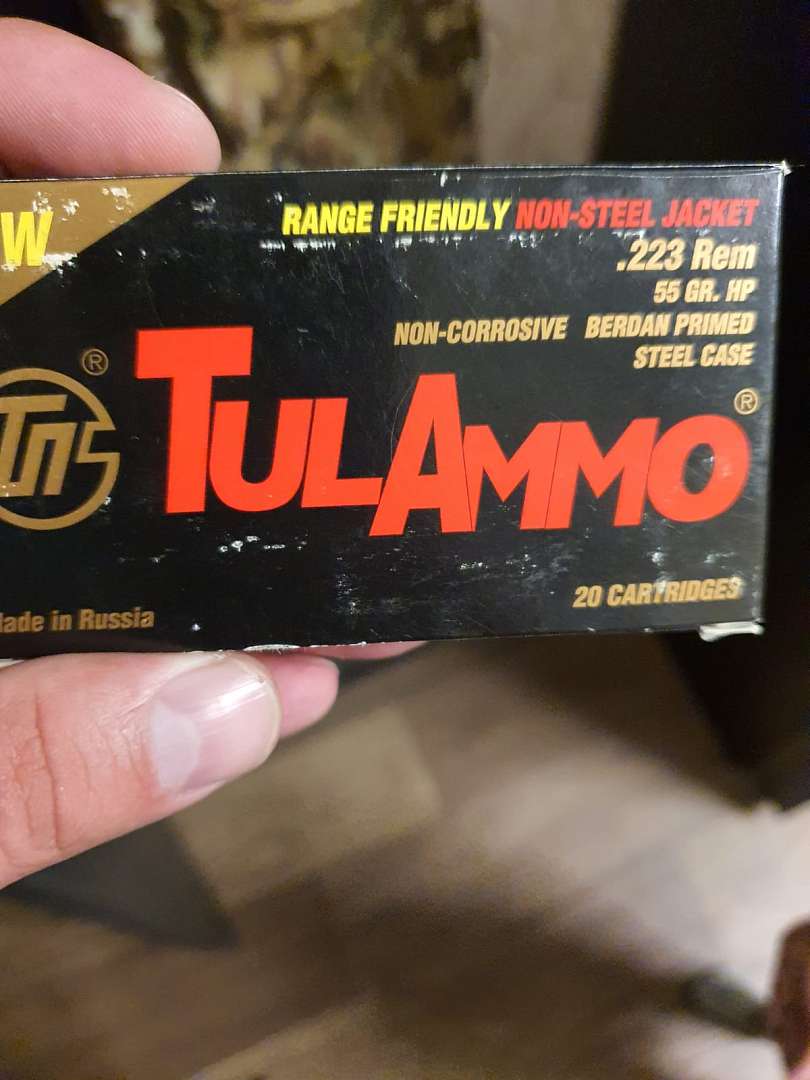 W
RANGE FRIENDLY NON-STEEL JACKET
.223 Rem
55 GR. HP
NON-CORROSIVE BERDAN PRIMED
STEEL CASE
®
TULAMMO®
20 CARTRIDGES
ade in Russia